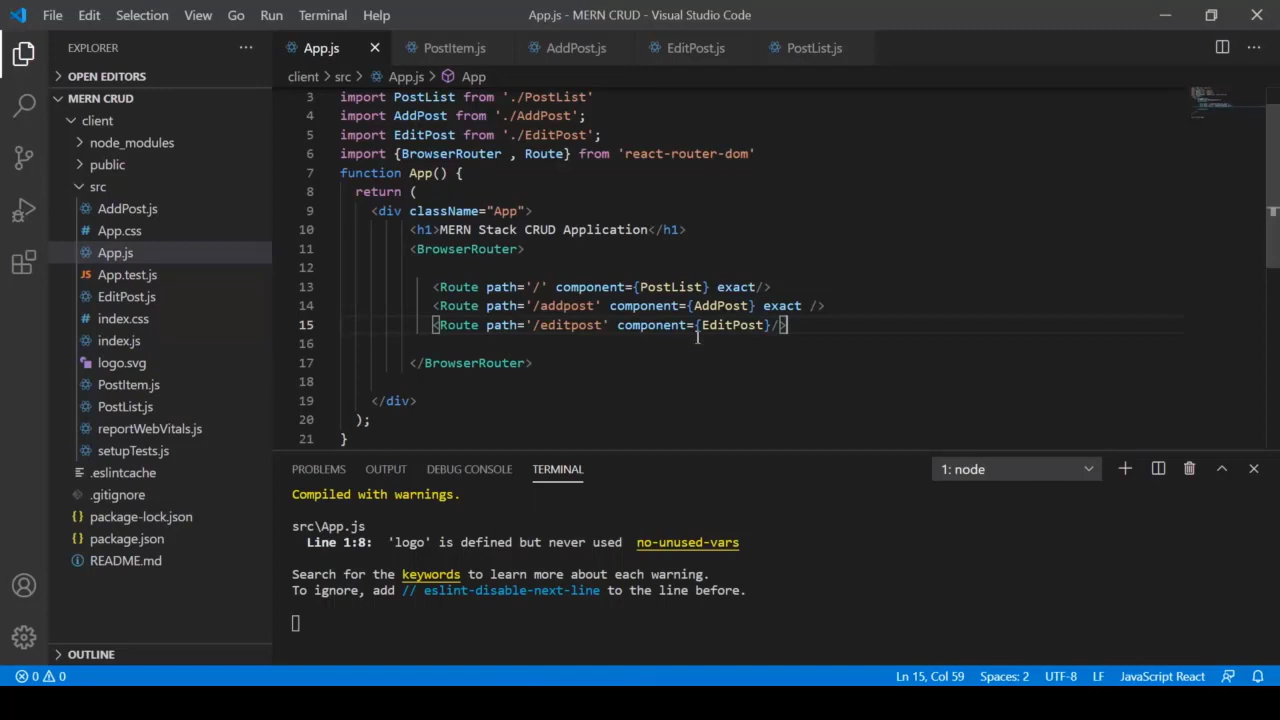 File Edit Selection View Go Run Terminal Help App.js - MERN CRUD - Visual Studio Code
EXPLORER
OPEN EDITORS
MERN CRUD
client
node_modules
public
src
AddPost.js
App.css
App.js
JS App.test.js
EditPost.js
index.css
index.js
logo.svg
PostItem.js
PostList.js
reportWebVitals.js
setupTests.js
.eslintcache
.gitignore
package-lock.json
package.json
README.md
OUTLINE
App.js PostItem.js AddPost.js EditPost.js PostList.js
client > src > App.js > App
3 import PostList from './PostList'
4 import AddPost from './AddPost';
5 import EditPost from './EditPost';
6 import {BrowserRouter , Route} from 'react-router-dom'
7 function App() {
8 return (
9 <div className="App">
10 <h1>MERN Stack CRUD Application</h1>
11 <BrowserRouter>
12
13 <Route path='/' component={PostList} exact/>
14 <Route path='/addpost' component={AddPost} exact />
15 <Route path='/editpost' component={EditPost}/>
16
17 </BrowserRouter>
18
19 </div>
20 );
21 }
PROBLEMS OUTPUT DEBUG CONSOLE TERMINAL 1: node
Compiled with warnings.
src\App.js
Line 1:8: 'logo' is defined but never used no-unused-vars
Search for the keywords to learn more about each warning.
To ignore, add // eslint-disable-next-line to the line before.
0 0 Ln 15, Col 59 Spaces: 2 UTF-8 LF JavaScript React